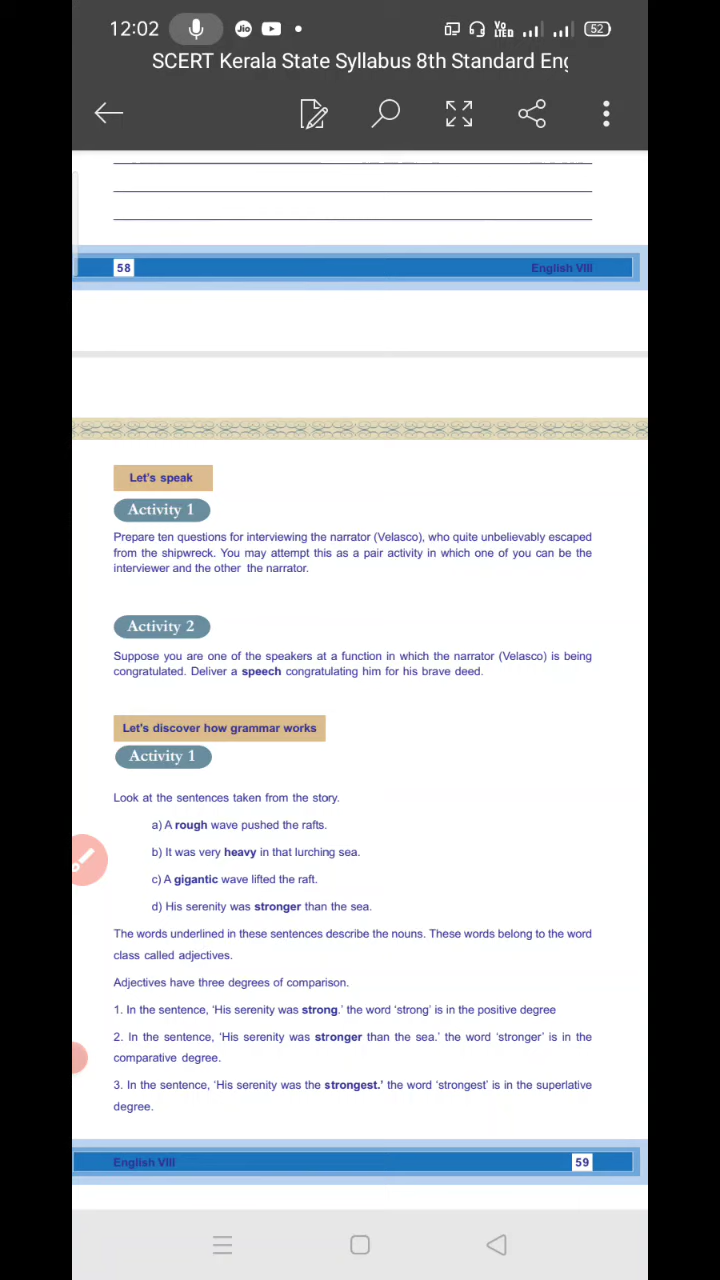 12:02
Jio
Vo
LTED
52
SCERT Kerala State Syllabus 8th Standard Eng
58
English VIII
Let's speak
Activity 1
Prepare ten questions for interviewing the narrator (Velasco), who quite unbelievably escaped
from the shipwreck. You may attempt this as a pair activity in which one of you can be the
interviewer and the other the narrator.
Activity 2
Suppose you are one of the speakers at a function in which the narrator (Velasco) is being
congratulated. Deliver a speech congratulating him for his brave deed.
Let's discover how grammar works
Activity 1
Look at the sentences taken from the story.
a) A rough wave pushed the rafts.
b) It was very heavy in that lurching sea.
c) A gigantic wave lifted the raft.
d) His serenity was stronger than the sea.
The words underlined in these sentences describe the nouns. These words belong to the word
class called adjectives.
Adjectives have three degrees of comparison.
1. In the sentence, 'His serenity was strong.' the word 'strong' is in the positive degree
2. In the sentence, 'His serenity was stronger than the sea.' the word 'stronger' is in the
comparative degree.
3. In the sentence, 'His serenity was the strongest.' the word 'strongest' is in the superlative
degree.
English VIII
59